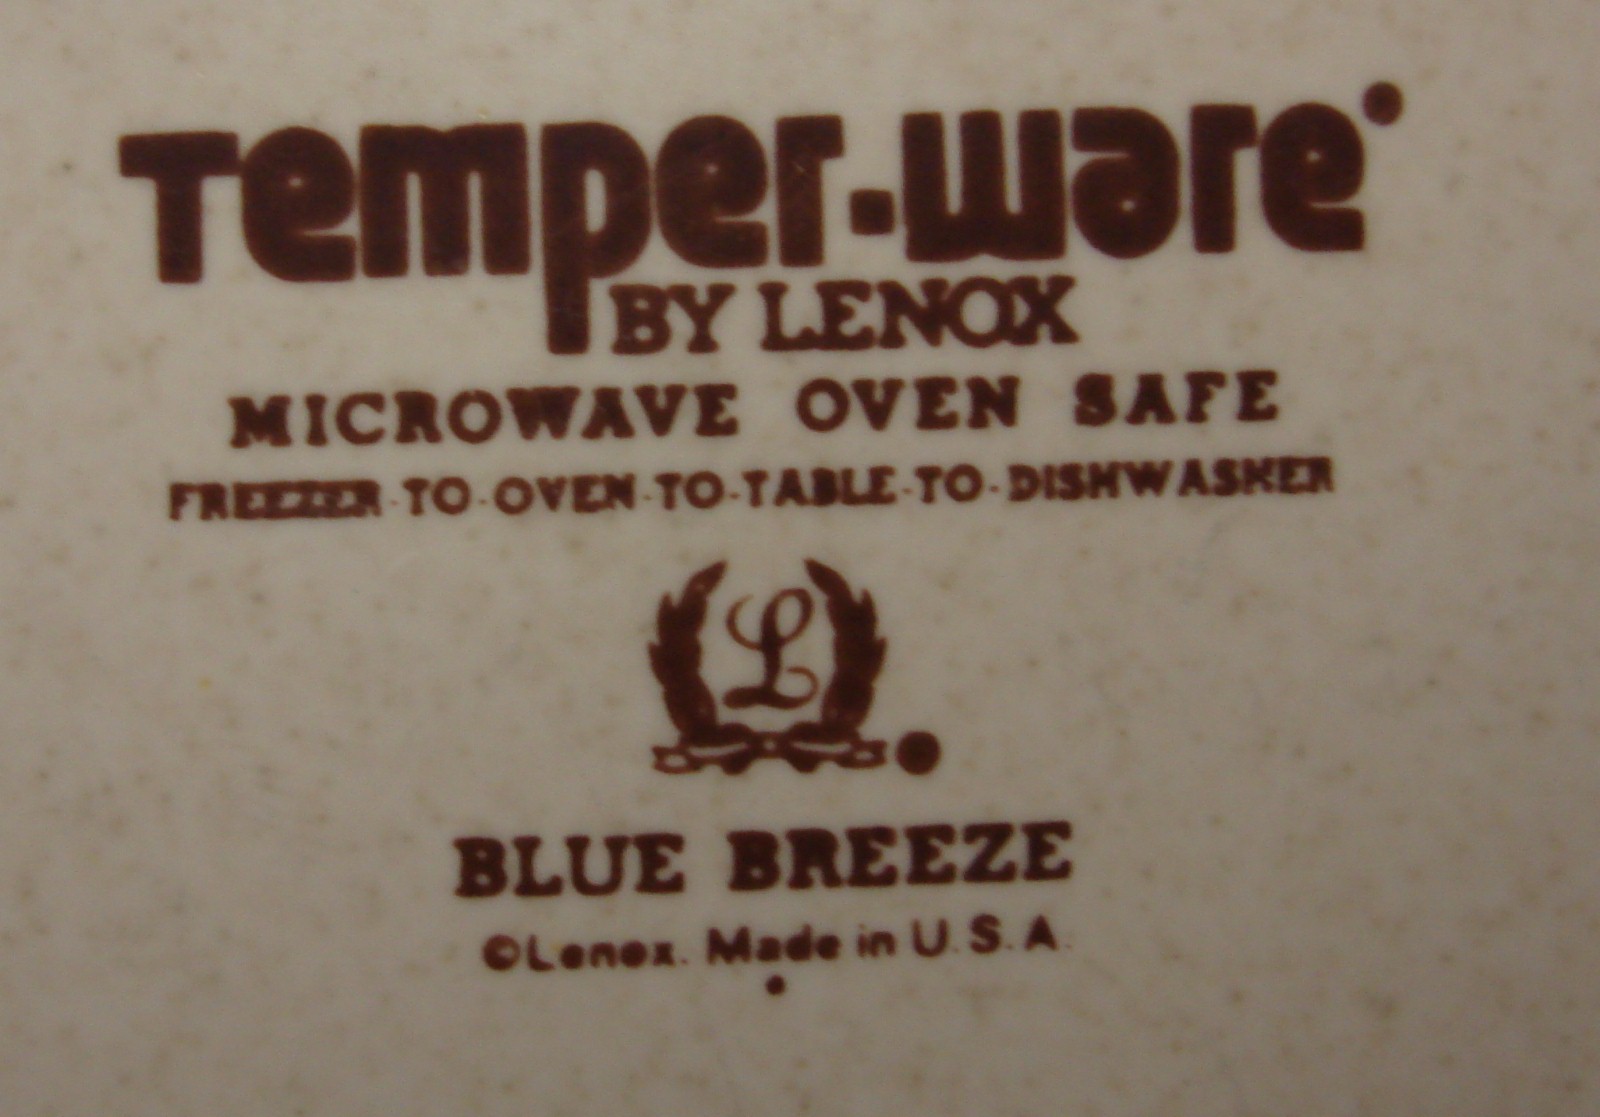 Temper-ware®
BY LENOX
MICROWAVE OVEN SAFE
FREEZER-TO-OVEN-TO-TABLE-TO-DISHWASHER
L
BLUE BREEZE
©Lenox. Made in U.S.A.